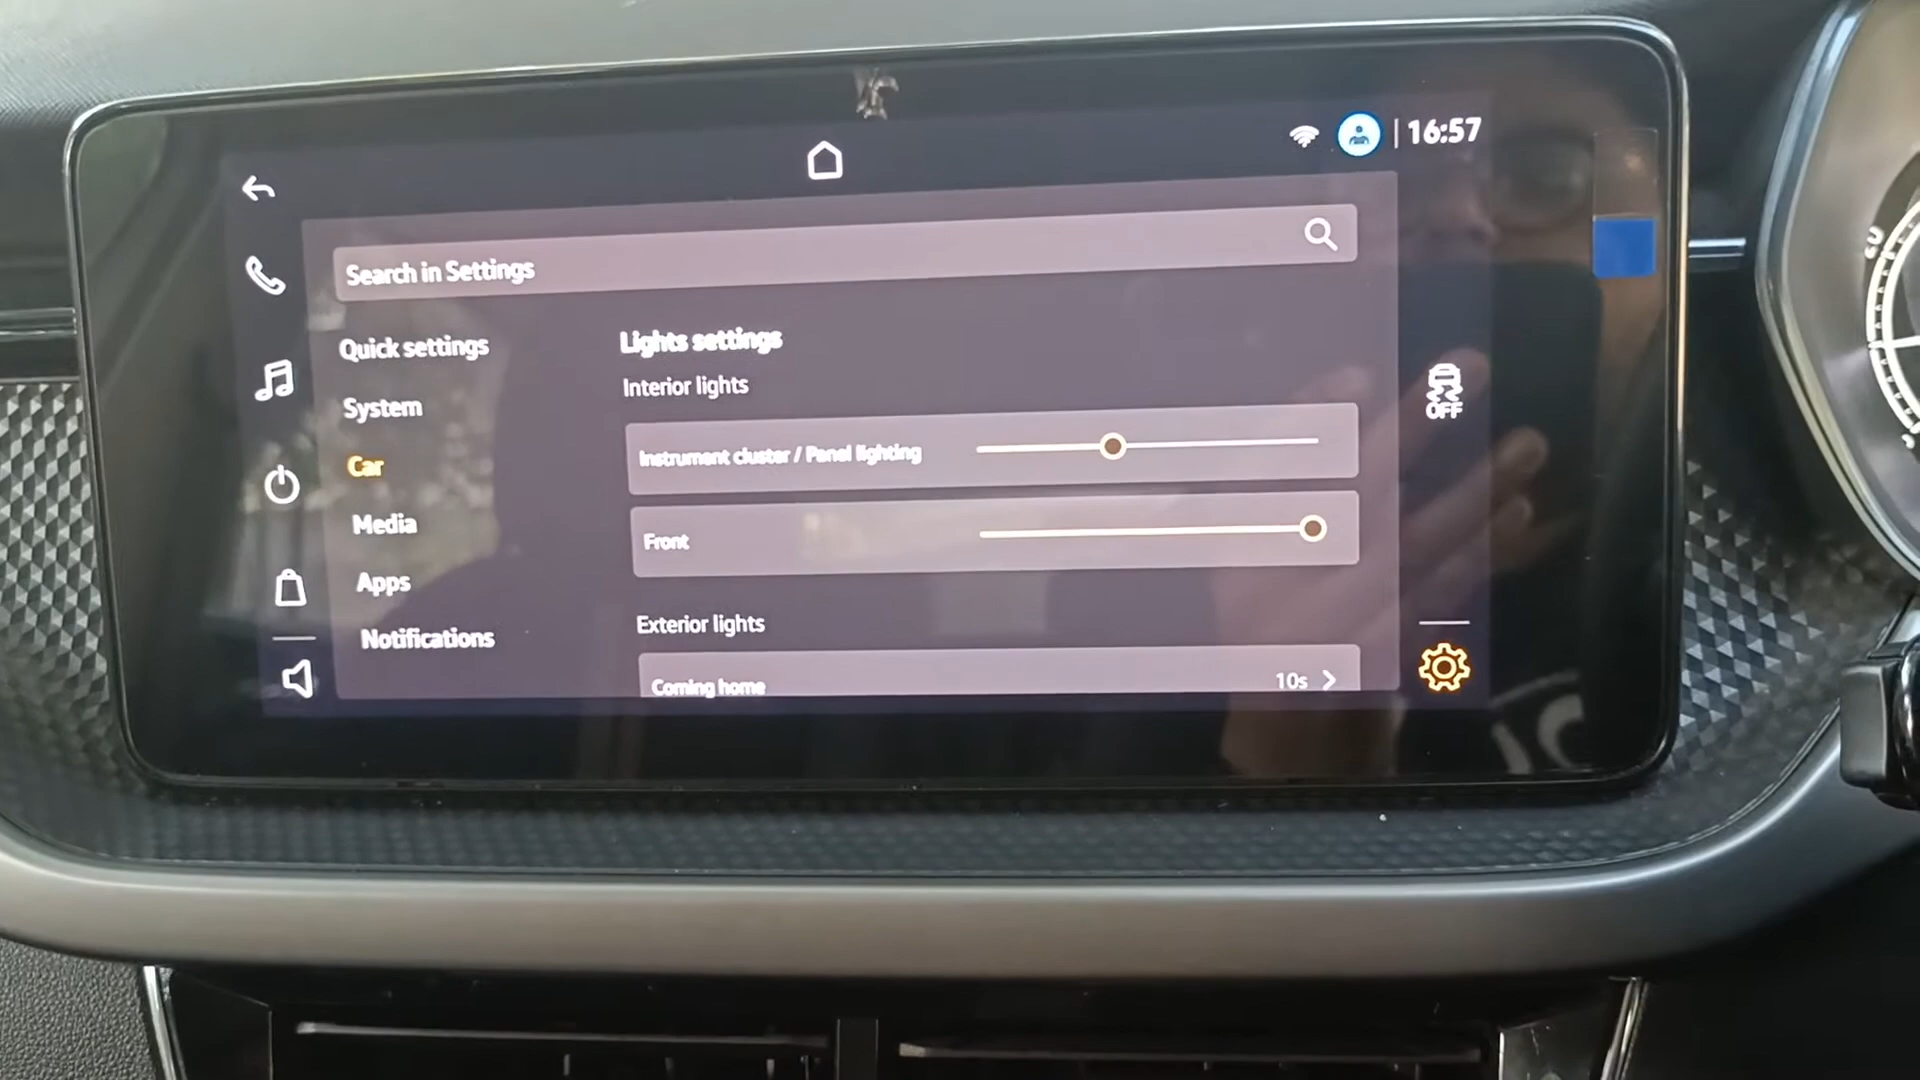 16:57
Search in Settings
Quick settings
System
Car
Media
Apps
Notifications
Lights settings
Interior lights
Instrument cluster / Panel lighting
Front
Exterior lights
Coming home
10s
OFF